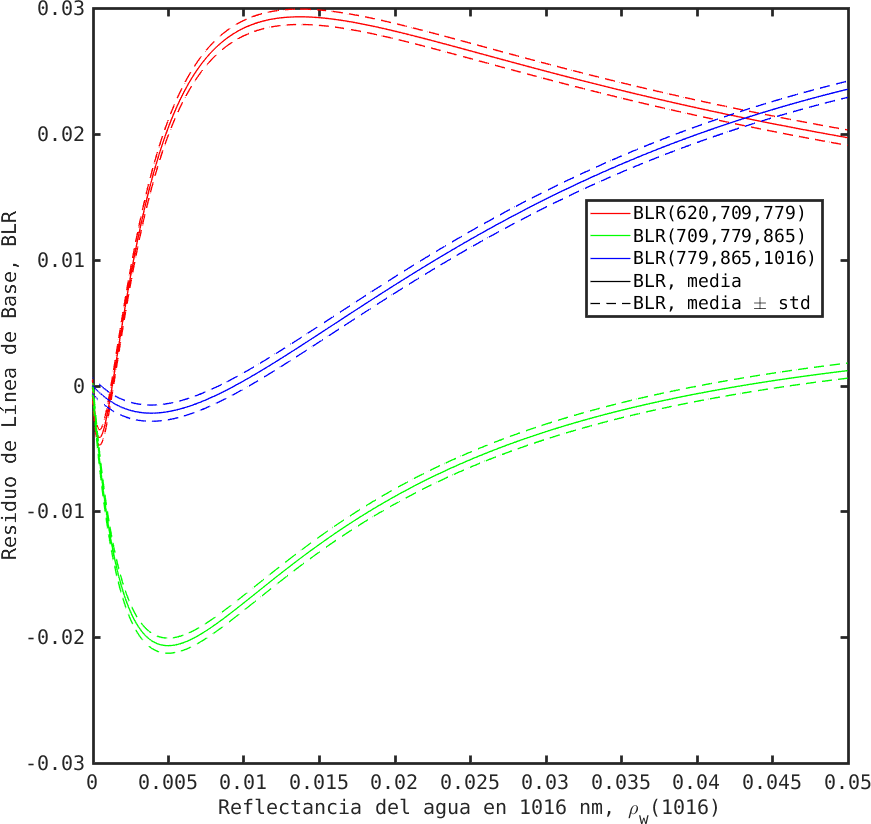 0.03
0.02
0.01
0
-0.01
-0.02
-0.03
Residuo de Línea de Base, BLR
BLR(620,709,779)
BLR(709,779,865)
BLR(779,865,1016)
BLR, media
BLR, media ± std
0 0.005 0.01 0.015 0.02 0.025 0.03 0.035 0.04 0.045 0.05
Reflectancia del agua en 1016 nm, ρw(1016)